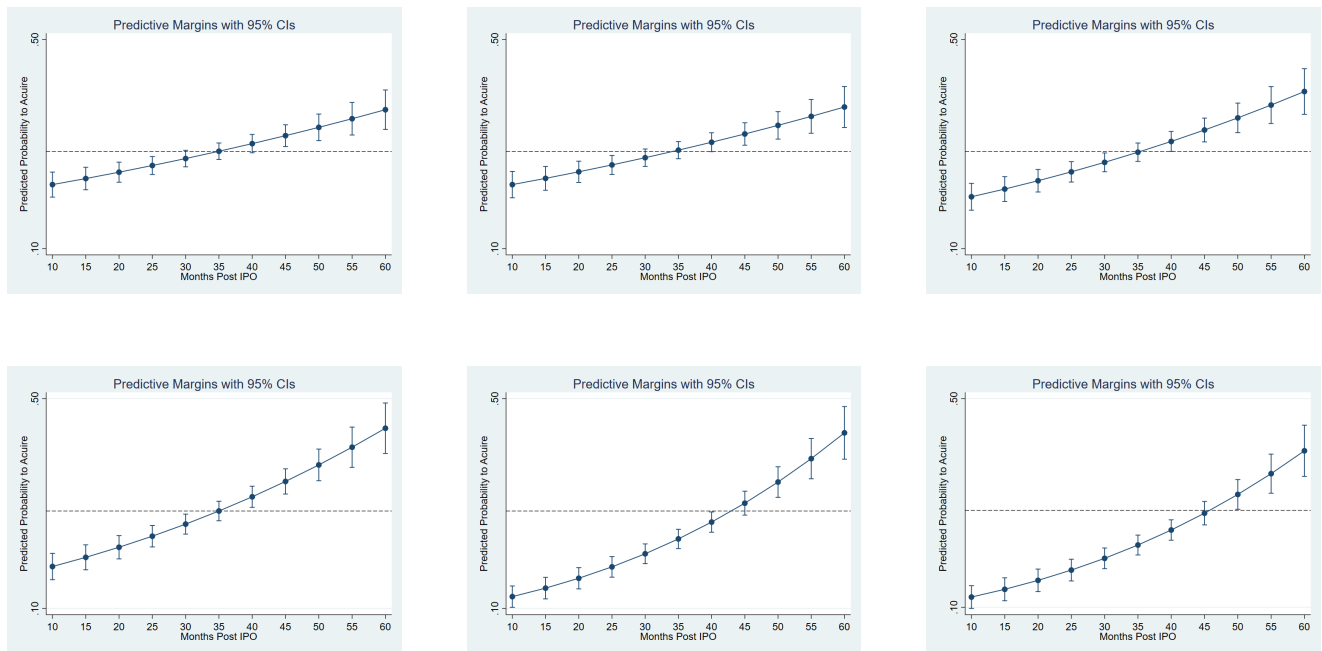 Predictive Margins with 95% CIs
Predicted Probability to Acuire
.50
.10
10 15 20 25 30 35 40 45 50 55 60
Months Post IPO
Predictive Margins with 95% CIs
Predicted Probability to Acuire
.50
.10
10 15 20 25 30 35 40 45 50 55 60
Months Post IPO
Predictive Margins with 95% CIs
Predicted Probability to Acuire
.50
.10
10 15 20 25 30 35 40 45 50 55 60
Months Post IPO
Predictive Margins with 95% CIs
Predicted Probability to Acuire
.50
.10
10 15 20 25 30 35 40 45 50 55 60
Months Post IPO
Predictive Margins with 95% CIs
Predicted Probability to Acuire
.50
.10
10 15 20 25 30 35 40 45 50 55 60
Months Post IPO
Predictive Margins with 95% CIs
Predicted Probability to Acuire
.50
.10
10 15 20 25 30 35 40 45 50 55 60
Months Post IPO